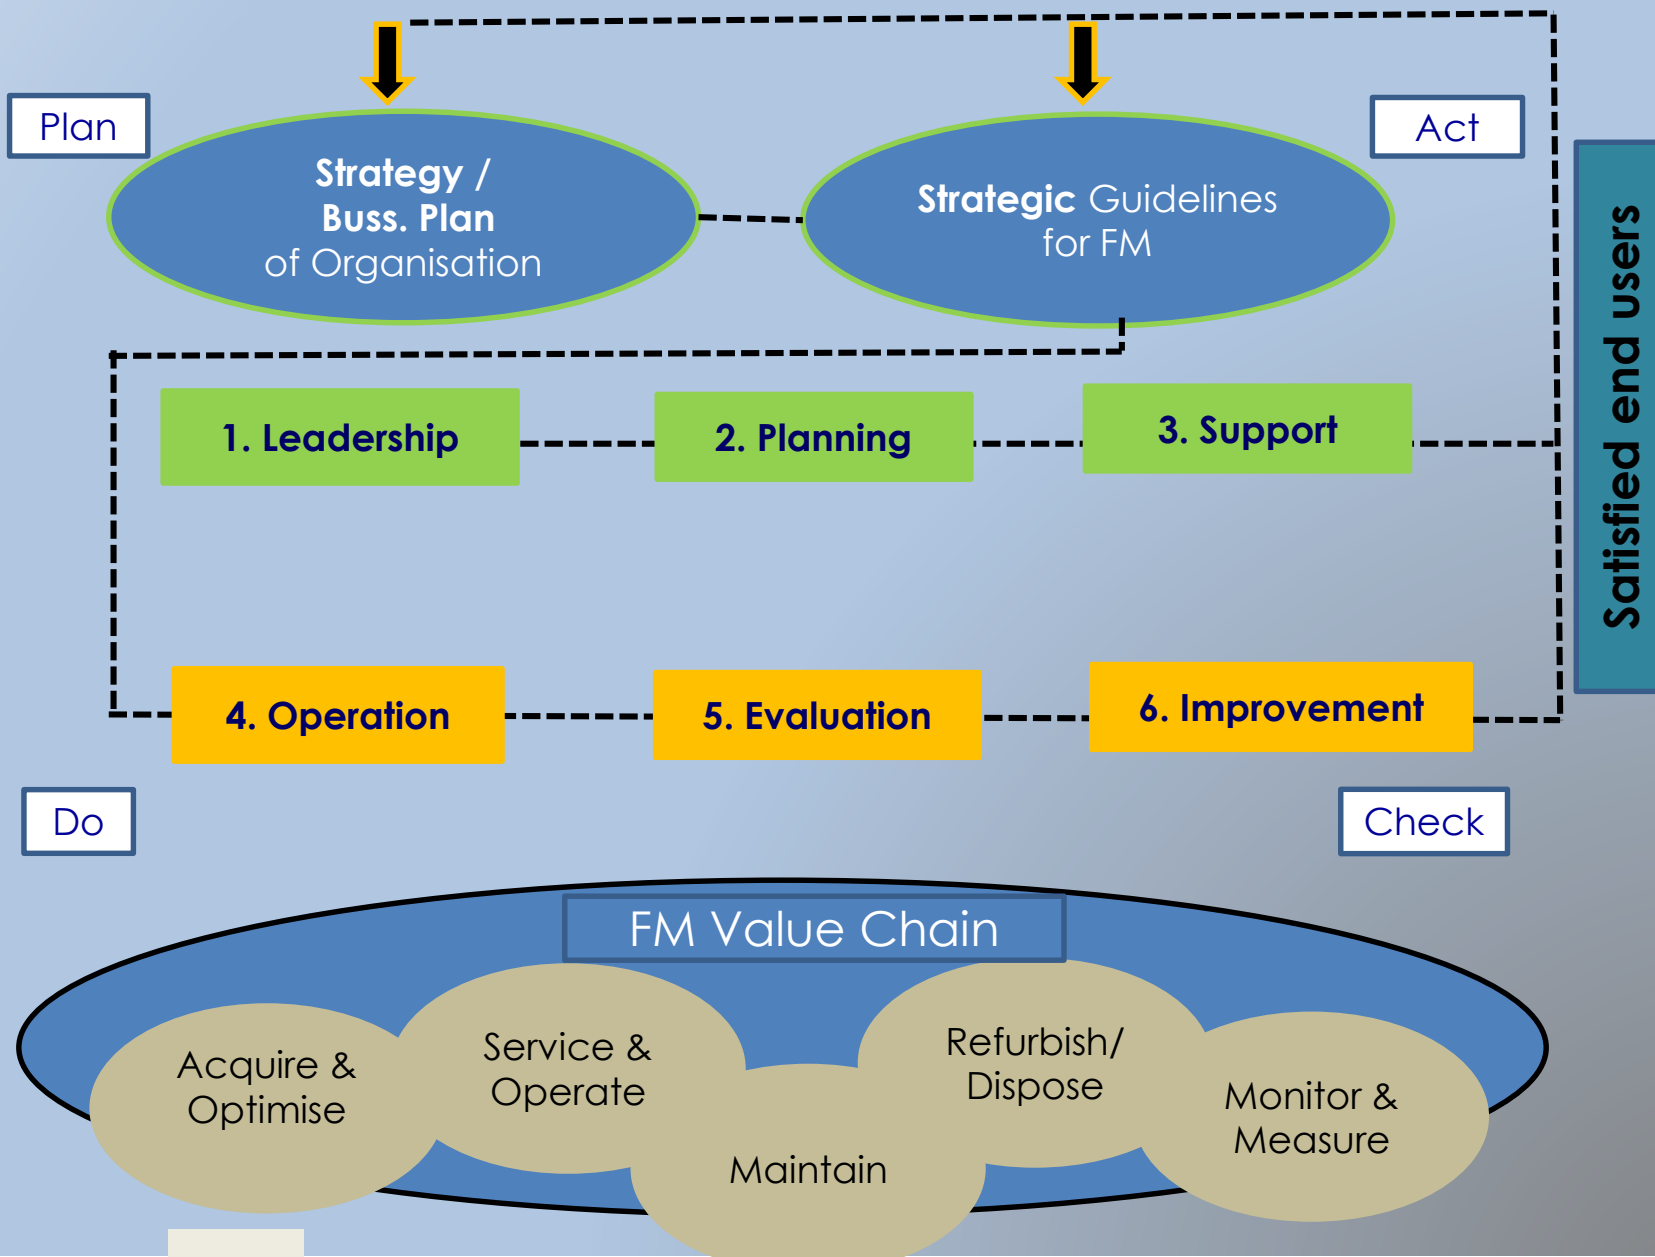 Plan
Act
Strategy /
Buss. Plan
of Organisation
Strategic Guidelines
for FM
Satisfied end users
1. Leadership
2. Planning
3. Support
4. Operation
5. Evaluation
6. Improvement
Do
Check
FM Value Chain
Acquire &
Optimise
Service &
Operate
Maintain
Refurbish/
Dispose
Monitor &
Measure